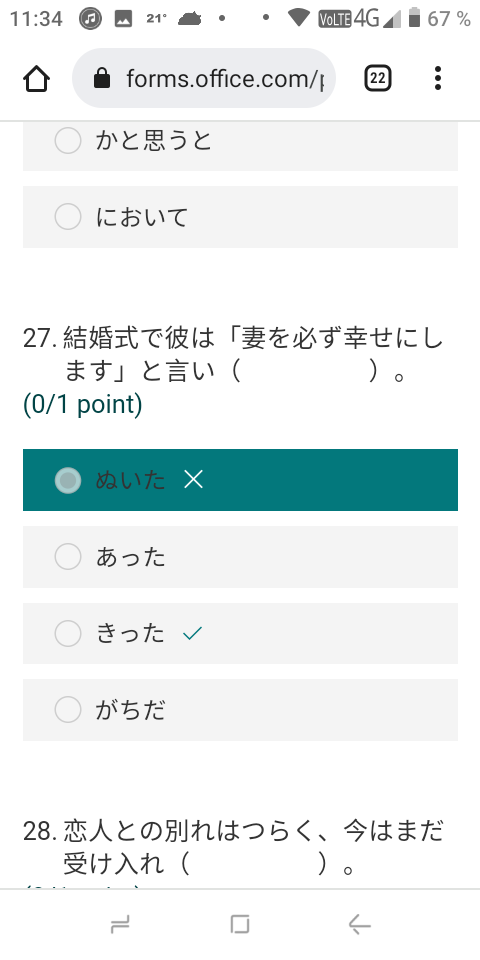 11:34 21° VoLTE 4G 67 %
forms.office.com/p
22
かと思うと
において
27. 結婚式で彼は「妻を必ず幸せにし
ます」と言い（　　　　　）。
(0/1 point)
ぬいた
あった
きった
がちだ
28. 恋人との別れはつらく、今はまだ
受け入れ（　　　　　）。